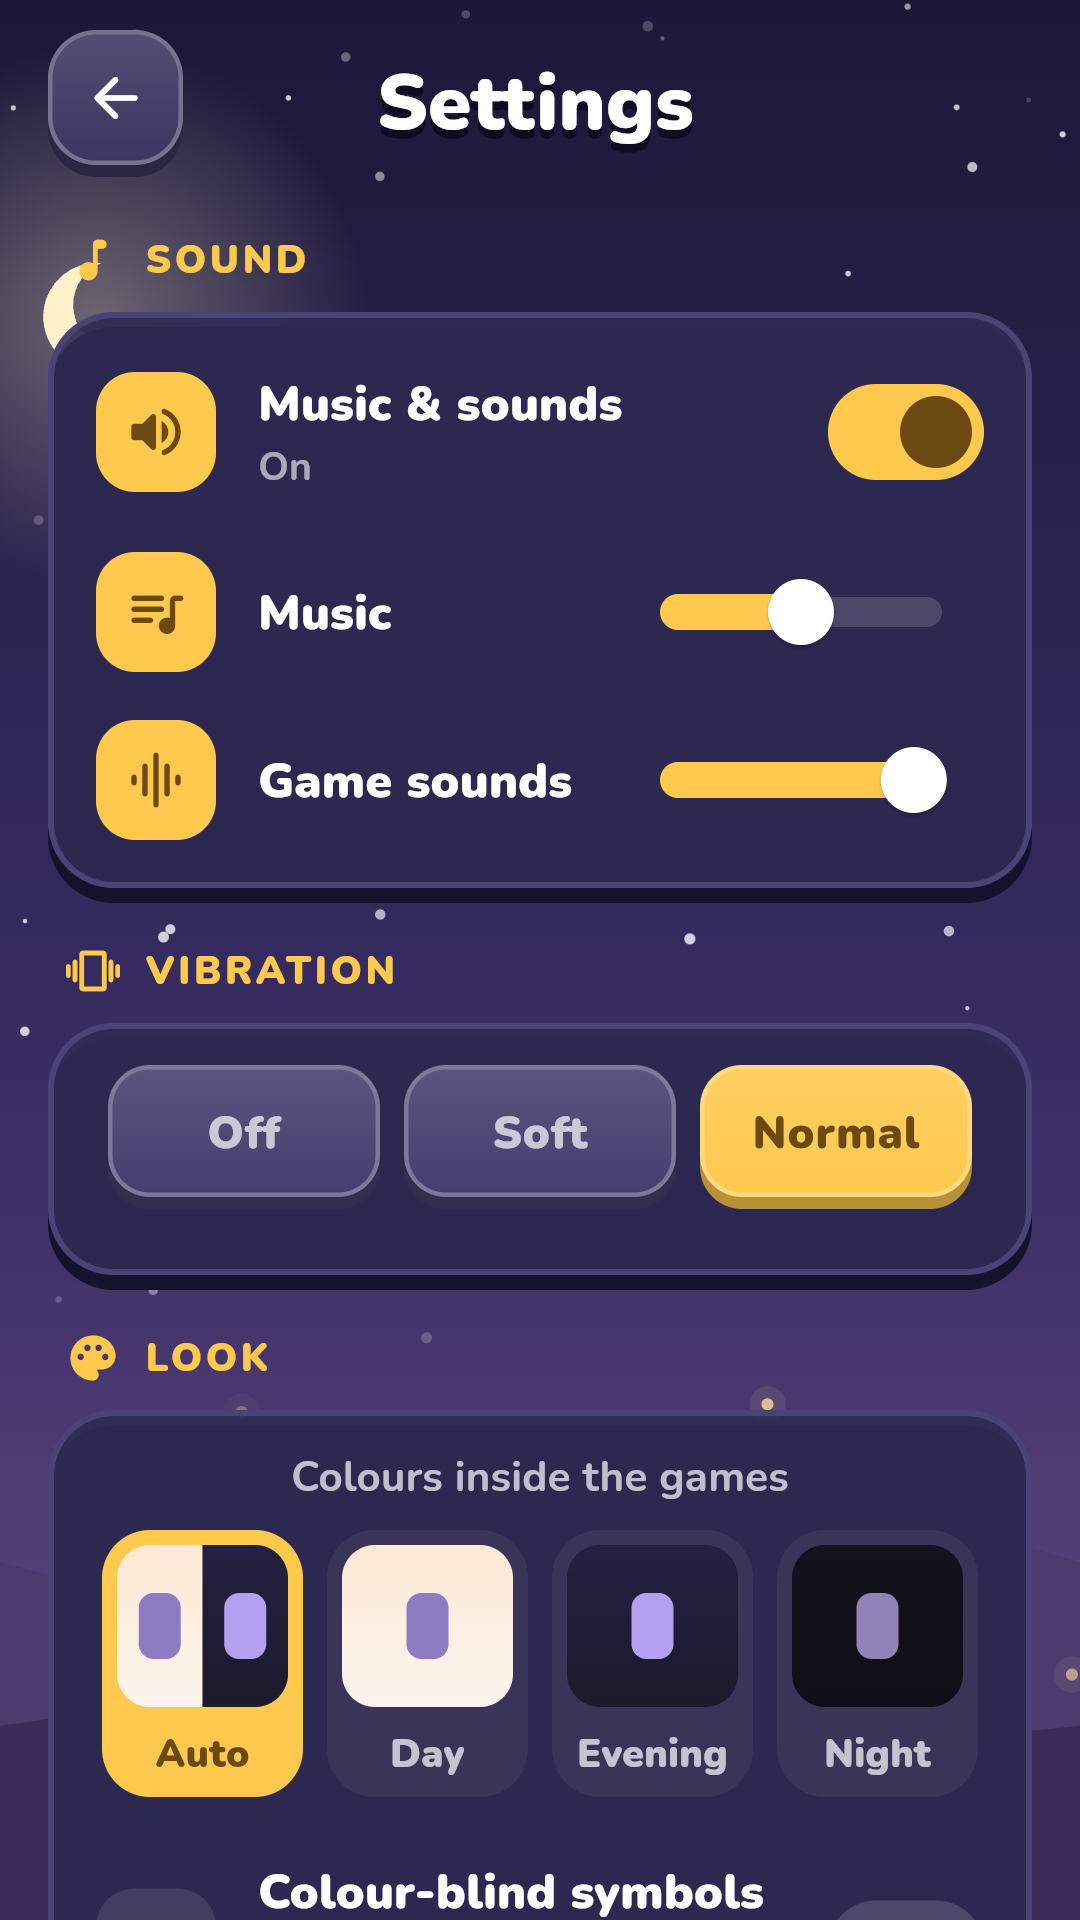 Settings
SOUND
Music & sounds
On
Music
Game sounds
VIBRATION
Off
Soft
Normal
LOOK
Colours inside the games
Auto
Day
Evening
Night
Colour-blind symbols